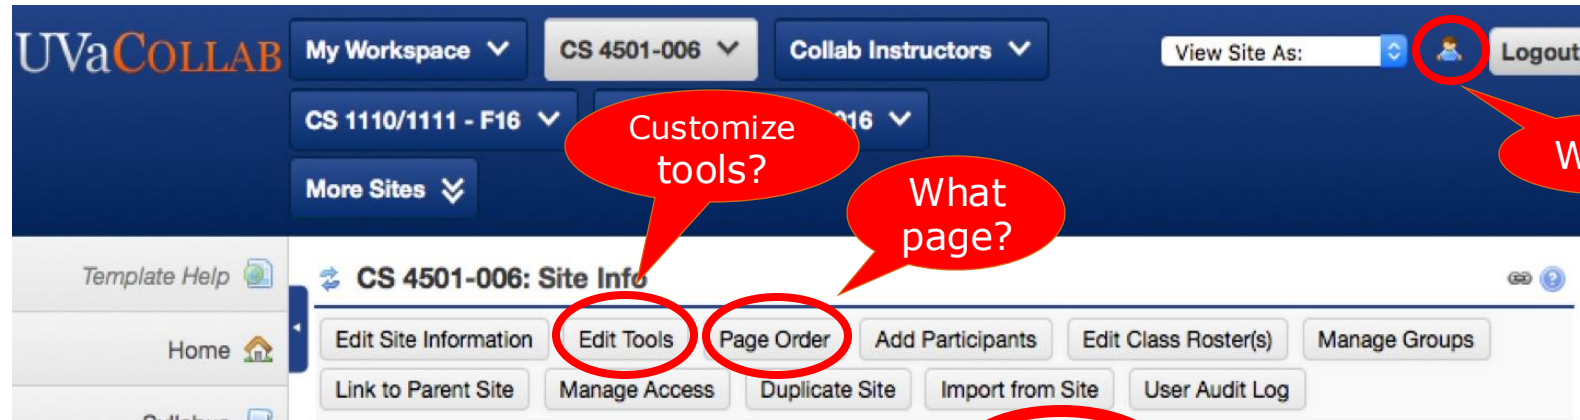 UVaCOLLAB My Workspace CS 4501-006 Collab Instructors View Site As: Logout
CS 1110/1111 - F16 016
Customize
tools?
More Sites
What
page?
Template Help
CS 4501-006: Site Info
Home
Edit Site Information Edit Tools Page Order Add Participants Edit Class Roster(s) Manage Groups
Link to Parent Site Manage Access Duplicate Site Import from Site User Audit Log